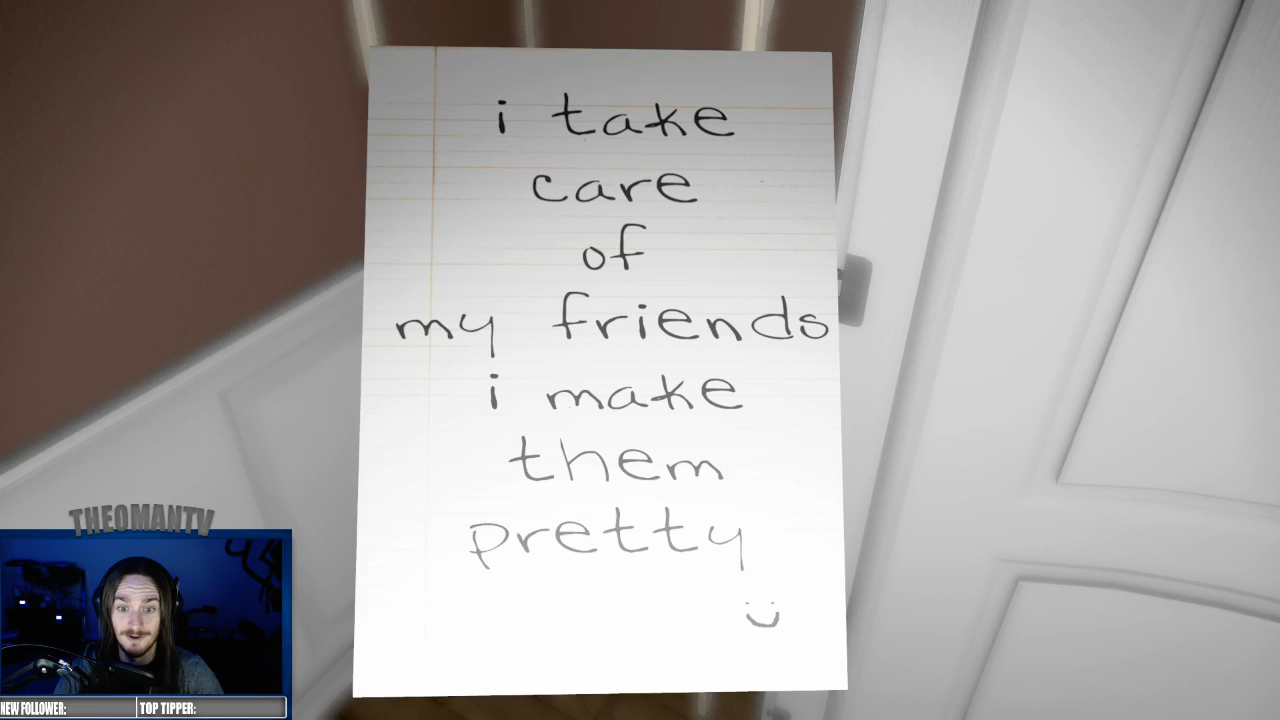 i take
care
of
my friends
i make
them
pretty
:)
THEOMANTV
NEW FOLLOWER:
TOP TIPPER: